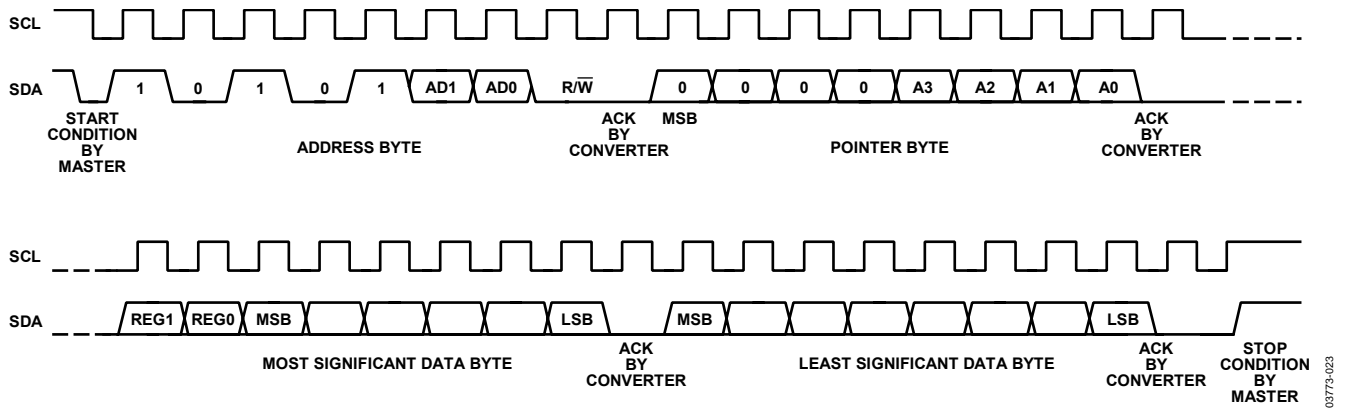 SCL
SDA
1 0 1 0 1 AD1 AD0 R/W̅ 0 0 0 0 A3 A2 A1 A0
START
CONDITION
BY
MASTER
ADDRESS BYTE
ACK
BY
CONVERTER
MSB
POINTER BYTE
ACK
BY
CONVERTER
SCL
SDA
REG1 REG0 MSB LSB MSB LSB
MOST SIGNIFICANT DATA BYTE
ACK
BY
CONVERTER
LEAST SIGNIFICANT DATA BYTE
ACK
BY
CONVERTER
STOP
CONDITION
BY
MASTER
03773-023